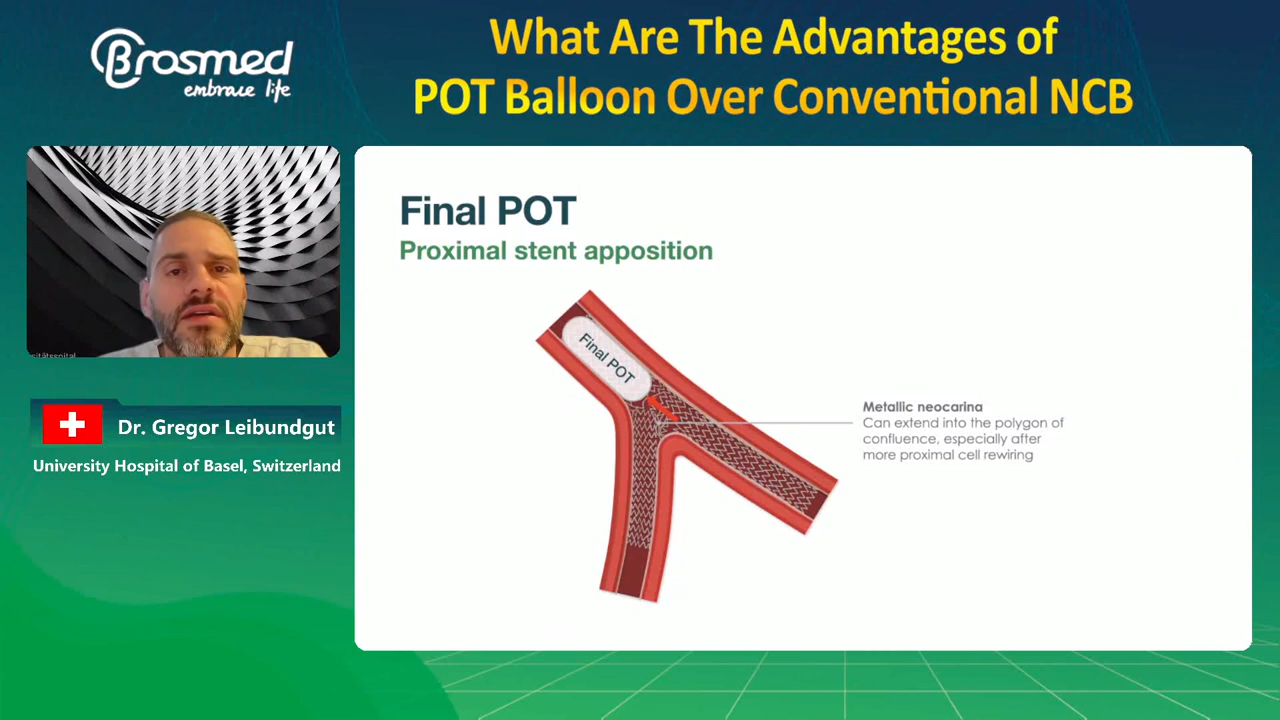 Brosmed
embrace life
What Are The Advantages of
POT Balloon Over Conventional NCB
Final POT
Proximal stent apposition
Final POT
Metallic neocarina
Can extend into the polygon of
confluence, especially after
more proximal cell rewiring
Dr. Gregor Leibundgut
University Hospital of Basel, Switzerland